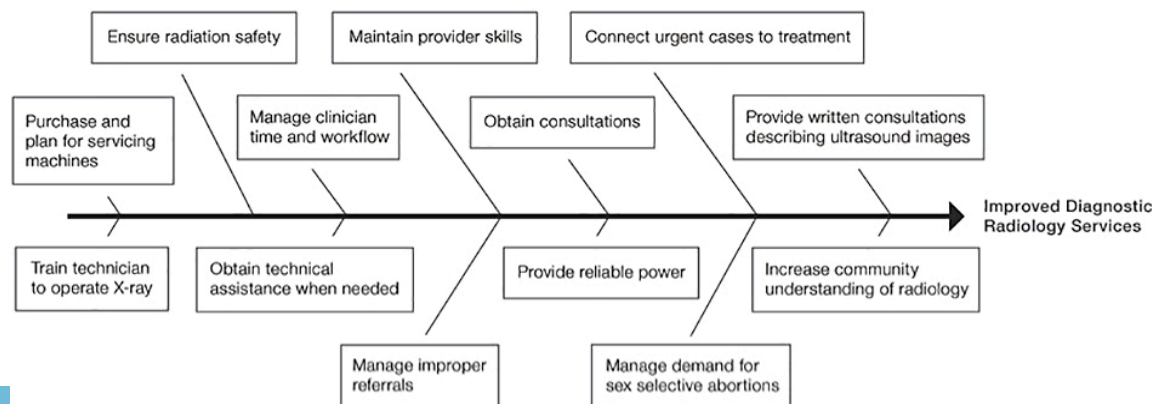 Ensure radiation safety
Maintain provider skills
Connect urgent cases to treatment
Purchase and
plan for servicing
machines
Manage clinician
time and workflow
Obtain consultations
Provide written consultations
describing ultrasound images
Improved Diagnostic
Radiology Services
Train technician
to operate X-ray
Obtain technical
assistance when needed
Provide reliable power
Increase community
understanding of radiology
Manage improper
referrals
Manage demand for
sex selective abortions